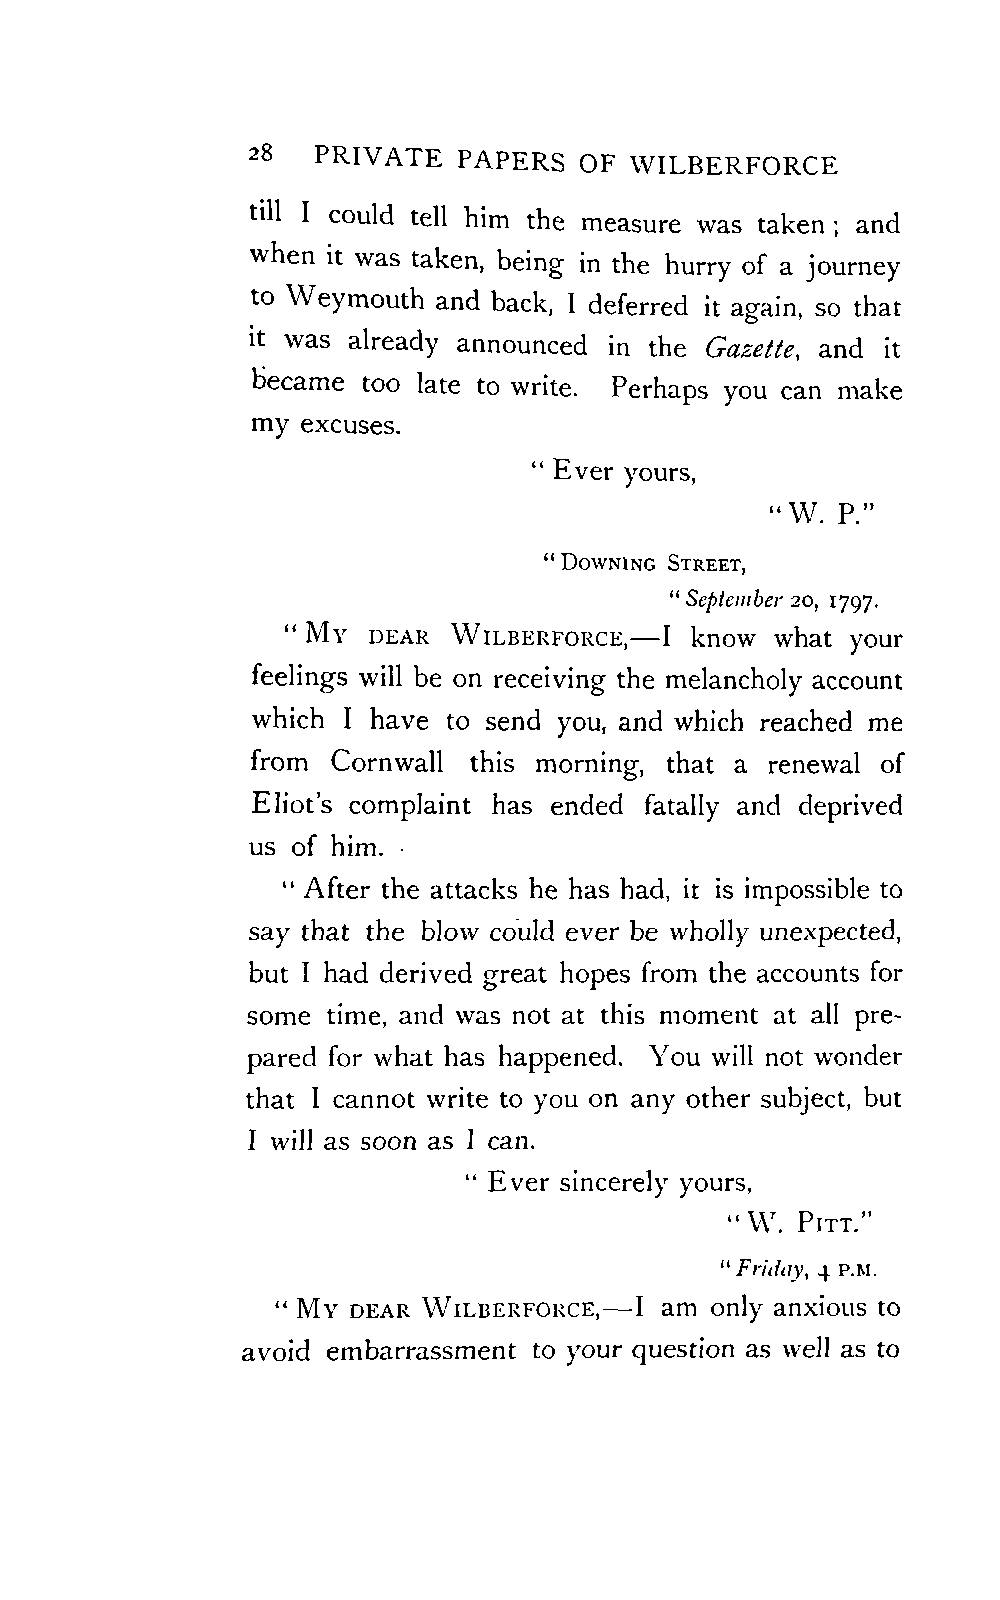 28 PRIVATE PAPERS OF WILBERFORCE
till I could tell him the measure was taken; and
when it was taken, being in the hurry of a journey
to Weymouth and back, I deferred it again, so that
it was already announced in the Gazette, and it
became too late to write. Perhaps you can make
my excuses.
“Ever yours,
“W. P.”
“DOWNING STREET,
“September 20, 1797.
“MY DEAR WILBERFORCE,—I know what your
feelings will be on receiving the melancholy account
which I have to send you, and which reached me
from Cornwall this morning, that a renewal of
Eliot's complaint has ended fatally and deprived
us of him.
“After the attacks he has had, it is impossible to
say that the blow could ever be wholly unexpected,
but I had derived great hopes from the accounts for
some time, and was not at this moment at all pre-
pared for what has happened. You will not wonder
that I cannot write to you on any other subject, but
I will as soon as I can.
“Ever sincerely yours,
“W. PITT.”
“Friday, 4 P.M.
“MY DEAR WILBERFORCE,—I am only anxious to
avoid embarrassment to your question as well as to